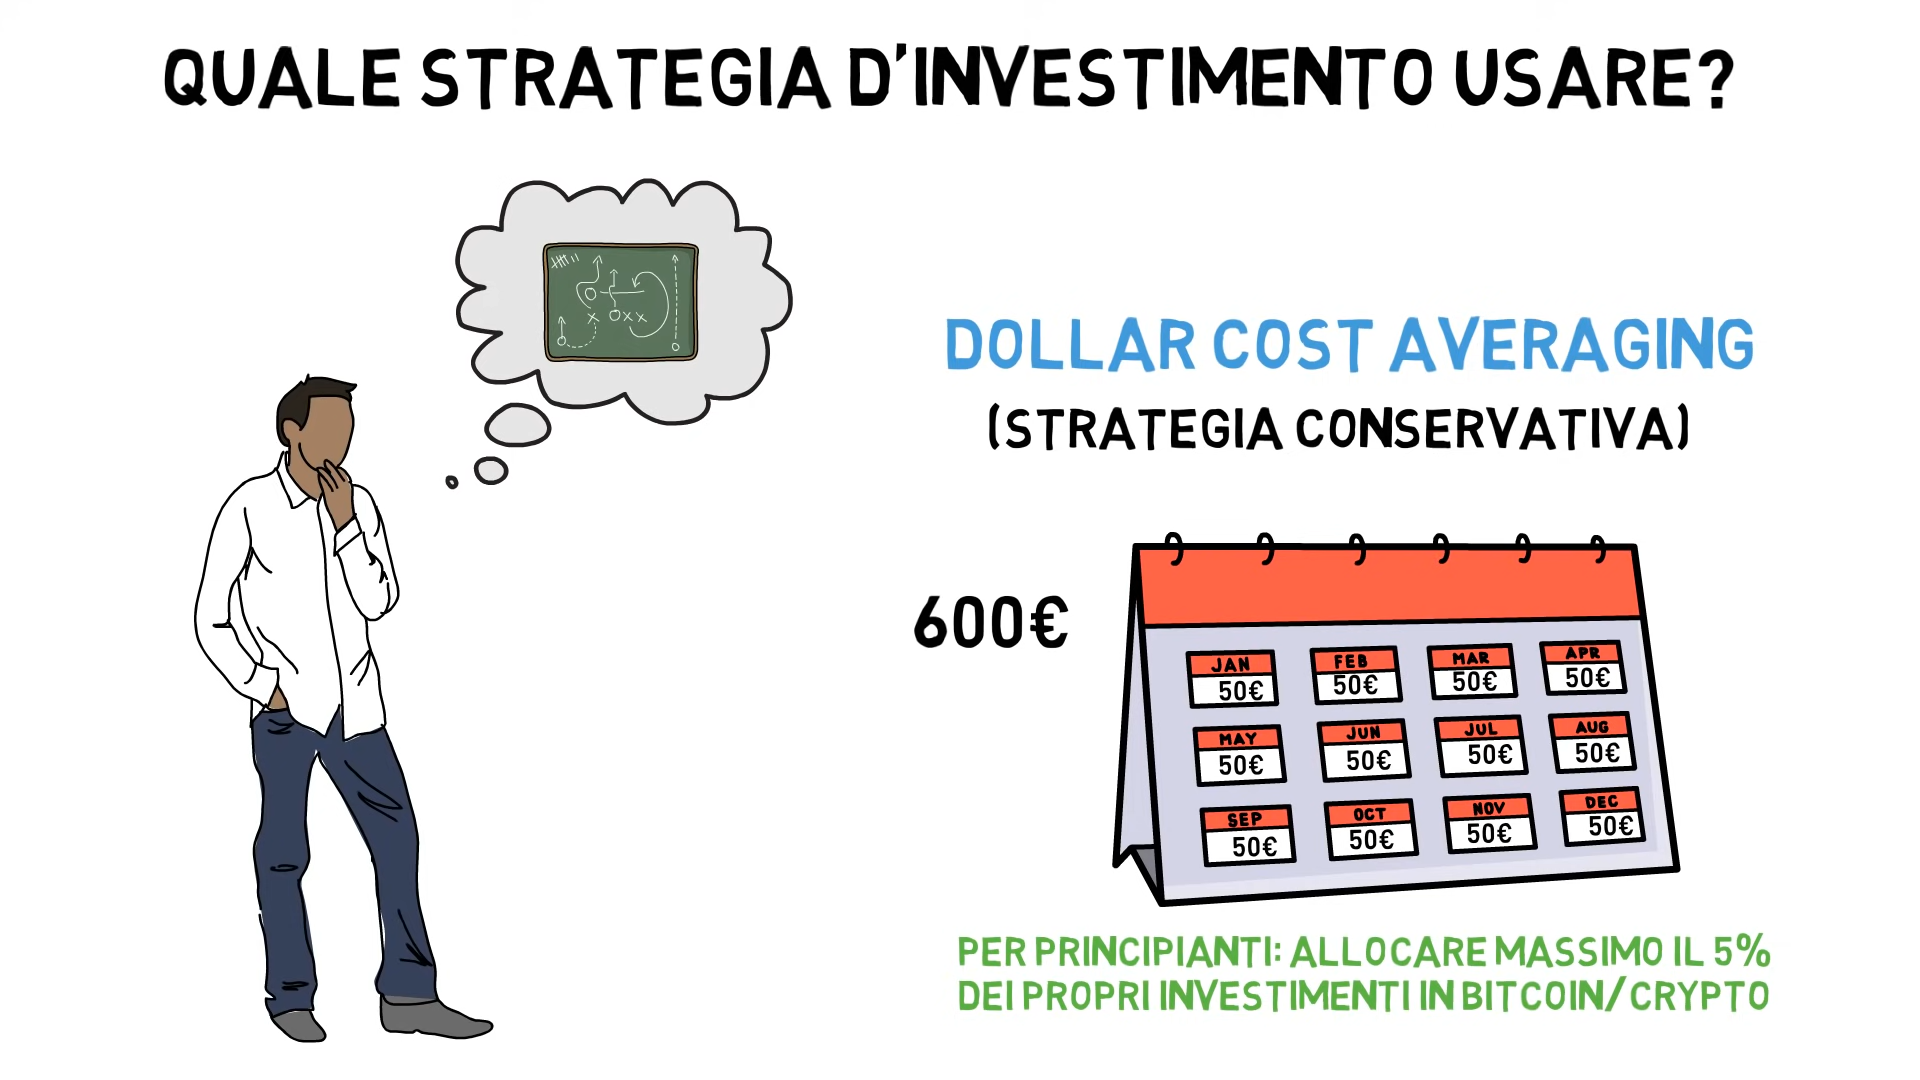 QUALE STRATEGIA D'INVESTIMENTO USARE?
DOLLAR COST AVERAGING
(STRATEGIA CONSERVATIVA)
600€
JAN FEB MAR APR
50€ 50€ 50€ 50€
MAY JUN JUL AUG
50€ 50€ 50€ 50€
SEP OCT NOV DEC
50€ 50€ 50€ 50€
PER PRINCIPIANTI: ALLOCARE MASSIMO IL 5%
DEI PROPRI INVESTIMENTI IN BITCOIN/CRYPTO